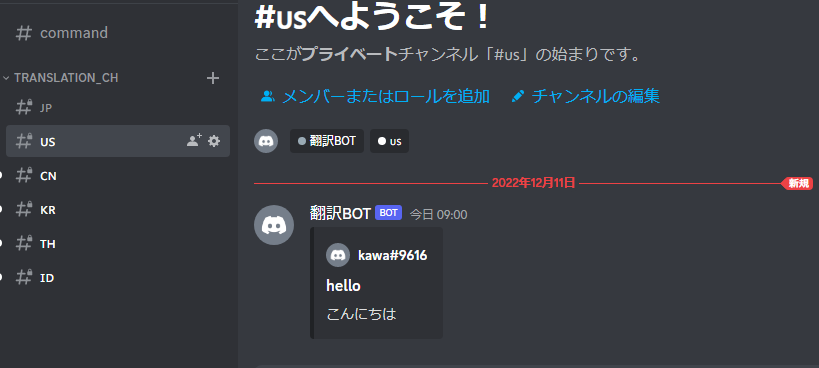 command
TRANSLATION_CH
JP
US
CN
KR
TH
ID
#usへようこそ！
ここがプライベートチャンネル「#us」の始まりです。
メンバーまたはロールを追加 チャンネルの編集
翻訳BOT us
2022年12月11日 新規
翻訳BOT BOT 今日 09:00
kawa#9616
hello
こんにちは